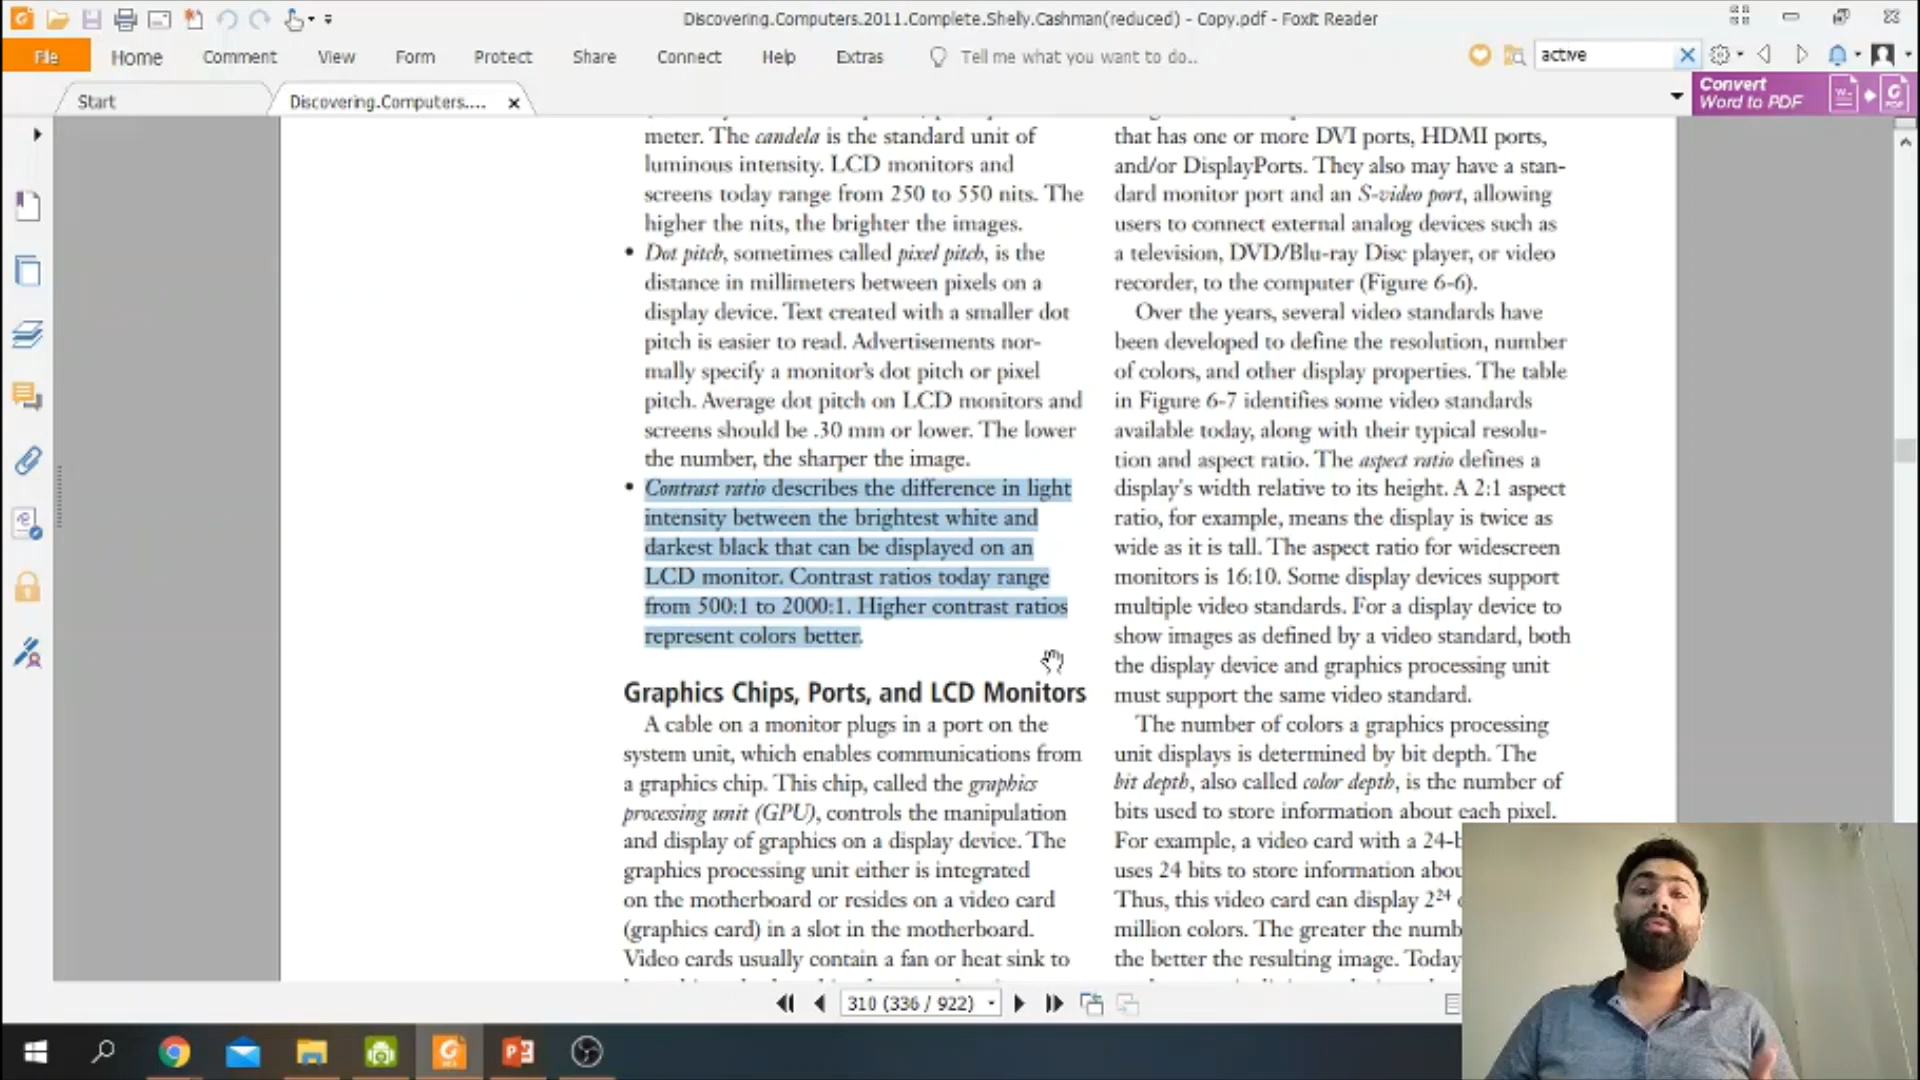 Discovering.Computers.2011.Complete.Shelly.Cashman(reduced) - Copy.pdf - Foxit Reader
File Home Comment View Form Protect Share Connect Help Extras Tell me what you want to do.. active
Start
Discovering.Computers....
Convert
Word to PDF
meter. The candela is the standard unit of
luminous intensity. LCD monitors and
screens today range from 250 to 550 nits. The
higher the nits, the brighter the images.
• Dot pitch, sometimes called pixel pitch, is the
distance in millimeters between pixels on a
display device. Text created with a smaller dot
pitch is easier to read. Advertisements nor-
mally specify a monitor's dot pitch or pixel
pitch. Average dot pitch on LCD monitors and
screens should be .30 mm or lower. The lower
the number, the sharper the image.
• Contrast ratio describes the difference in light
intensity between the brightest white and
darkest black that can be displayed on an
LCD monitor. Contrast ratios today range
from 500:1 to 2000:1. Higher contrast ratios
represent colors better.
Graphics Chips, Ports, and LCD Monitors
A cable on a monitor plugs in a port on the
system unit, which enables communications from
a graphics chip. This chip, called the graphics
processing unit (GPU), controls the manipulation
and display of graphics on a display device. The
graphics processing unit either is integrated
on the motherboard or resides on a video card
(graphics card) in a slot in the motherboard.
Video cards usually contain a fan or heat sink to
that has one or more DVI ports, HDMI ports,
and/or DisplayPorts. They also may have a stan-
dard monitor port and an S-video port, allowing
users to connect external analog devices such as
a television, DVD/Blu-ray Disc player, or video
recorder, to the computer (Figure 6-6).
Over the years, several video standards have
been developed to define the resolution, number
of colors, and other display properties. The table
in Figure 6-7 identifies some video standards
available today, along with their typical resolu-
tion and aspect ratio. The aspect ratio defines a
display's width relative to its height. A 2:1 aspect
ratio, for example, means the display is twice as
wide as it is tall. The aspect ratio for widescreen
monitors is 16:10. Some display devices support
multiple video standards. For a display device to
show images as defined by a video standard, both
the display device and graphics processing unit
must support the same video standard.
The number of colors a graphics processing
unit displays is determined by bit depth. The
bit depth, also called color depth, is the number of
bits used to store information about each pixel.
For example, a video card with a 24-b
uses 24 bits to store information abou
Thus, this video card can display 2²⁴
million colors. The greater the numb
the better the resulting image. Today
310 (336 / 922)